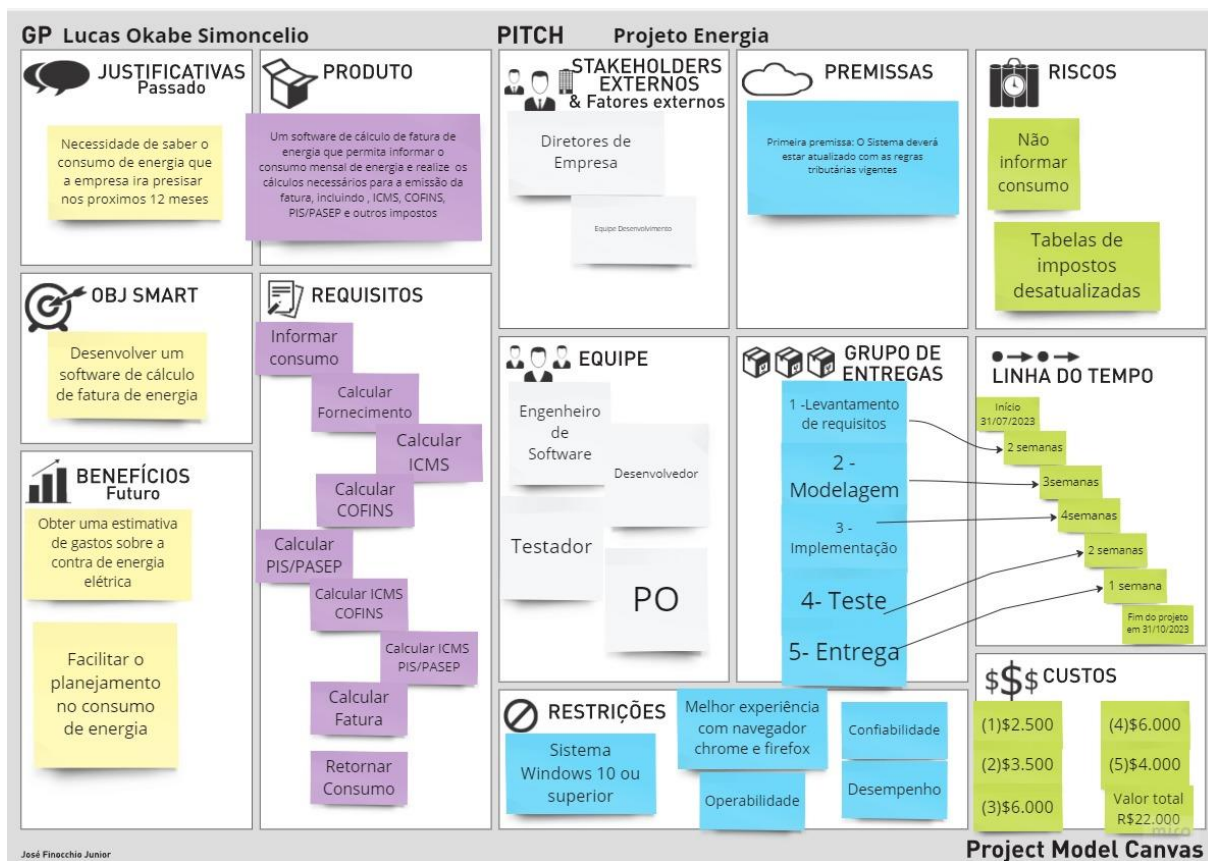 GP Lucas Okabe Simoncelio
PITCH Projeto Energia
JUSTIFICATIVAS
Passado
Necessidade de saber o
consumo de energia que
a empresa ira presisar
nos proximos 12 meses
PRODUTO
Um software de cálculo de fatura de
energia que permita informar o
consumo mensal de energia e realize os
cálculos necessários para a emissão da
fatura, incluindo , ICMS, COFINS,
PIS/PASEP e outros impostos
STAKEHOLDERS
EXTERNOS
& Fatores externos
Diretores de
Empresa
Equipe Desenvolvimento
PREMISSAS
Primeira premissa: O Sistema deverá
estar atualizado com as regras
tributárias vigentes
RISCOS
Não
informar
consumo
Tabelas de
impostos
desatualizadas
OBJ SMART
Desenvolver um
software de cálculo
de fatura de energia
REQUISITOS
Informar
consumo
Calcular
Fornecimento
Calcular
ICMS
Calcular
COFINS
Calcular
PIS/PASEP
Calcular ICMS
COFINS
Calcular ICMS
PIS/PASEP
Calcular
Fatura
Retornar
Consumo
BENEFÍCIOS
Futuro
Obter uma estimativa
de gastos sobre a
contra de energia
elétrica
Facilitar o
planejamento
no consumo
de energia
EQUIPE
Engenheiro
de
Software
Desenvolvedor
Testador
PO
GRUPO DE
ENTREGAS
1 -Levantamento
de requisitos
2 -
Modelagem
3 -
Implementação
4- Teste
5- Entrega
LINHA DO TEMPO
Início
31/07/2023
2 semanas
3semanas
4semanas
2 semanas
1 semana
Fim do projeto
em 31/10/2023
RESTRIÇÕES
Sistema
Windows 10 ou
superior
Melhor experiência
com navegador
chrome e firefox
Operabilidade
Confiabilidade
Desempenho
$$$ CUSTOS
(1)$2.500
(2)$3.500
(3)$6.000
(4)$6.000
(5)$4.000
Valor total
R$22.000
miro
José Finocchio Junior
Project Model Canvas